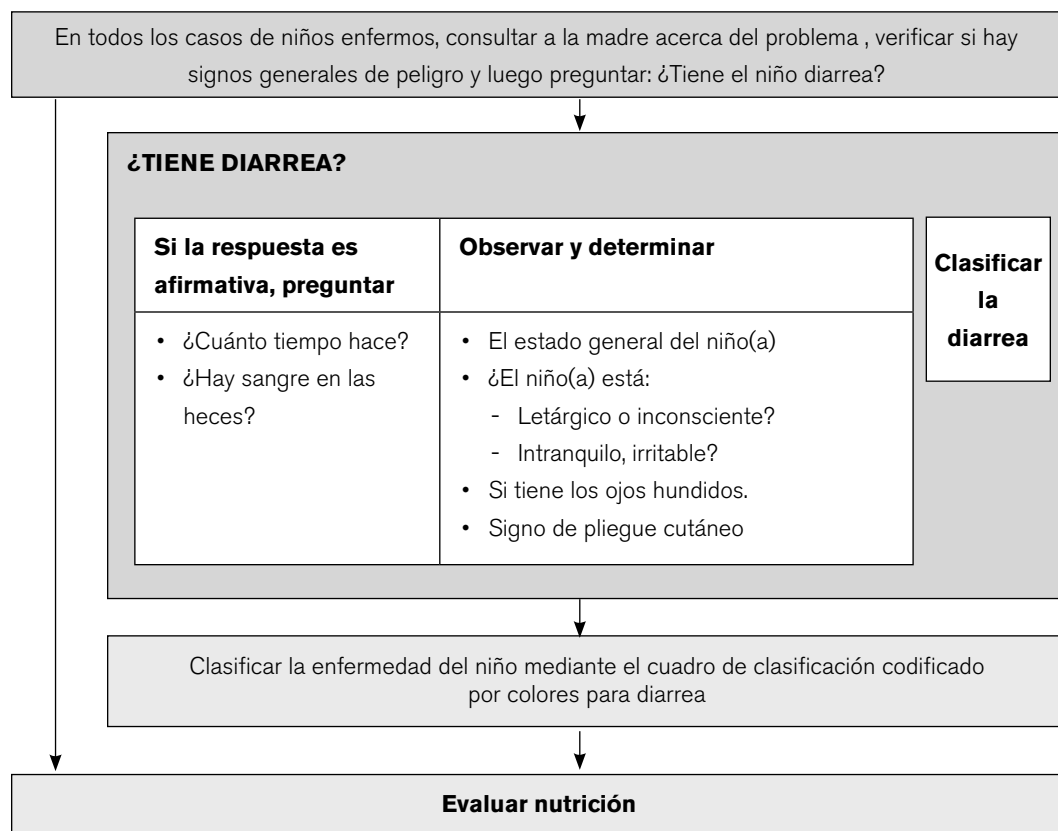 En todos los casos de niños enfermos, consultar a la madre acerca del problema , verificar si hay
signos generales de peligro y luego preguntar: ¿Tiene el niño diarrea?
¿TIENE DIARREA?
Si la respuesta es
afirmativa, preguntar
• ¿Cuánto tiempo hace?
• ¿Hay sangre en las
heces?
Observar y determinar
• El estado general del niño(a)
• ¿El niño(a) está:
- Letárgico o inconsciente?
- Intranquilo, irritable?
• Si tiene los ojos hundidos.
• Signo de pliegue cutáneo
Clasificar
la
diarrea
Clasificar la enfermedad del niño mediante el cuadro de clasificación codificado
por colores para diarrea
Evaluar nutrición